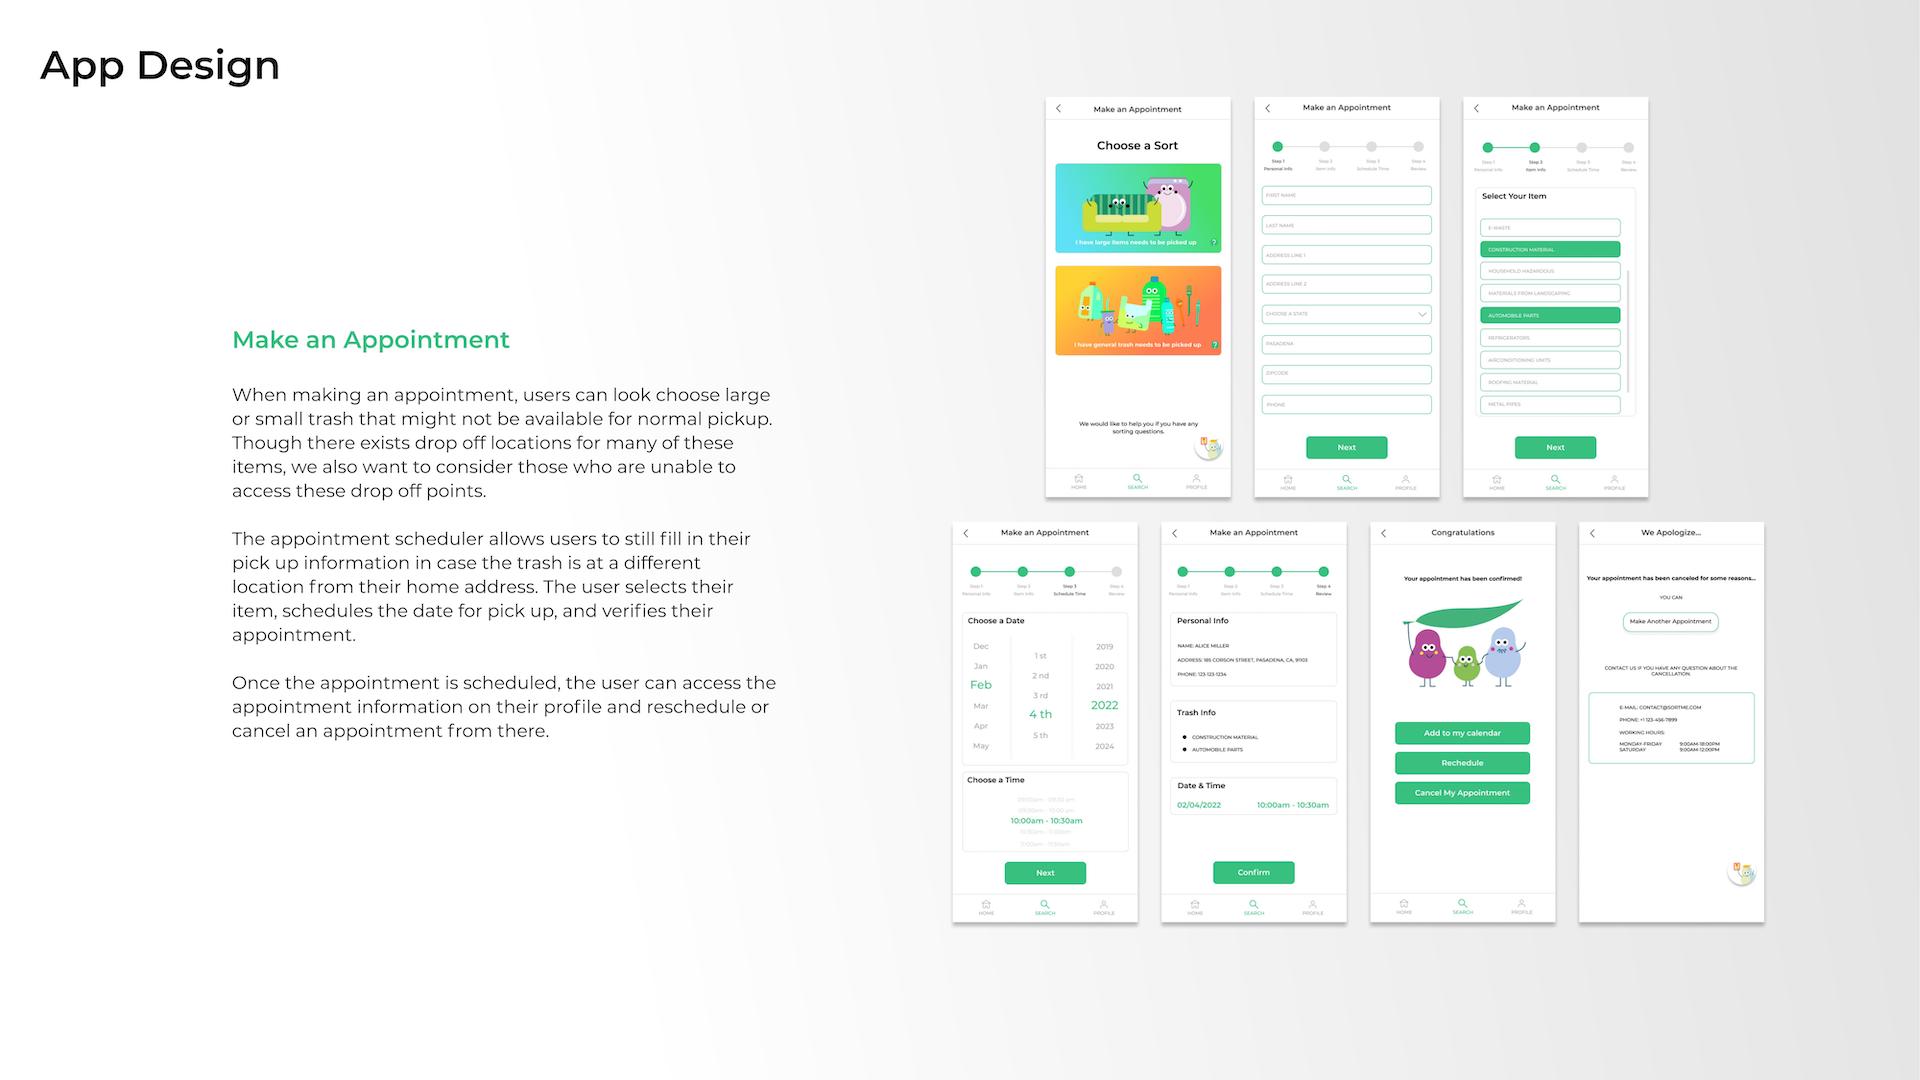 App Design
Make an Appointment
When making an appointment, users can look choose large
or small trash that might not be available for normal pickup.
Though there exists drop off locations for many of these
items, we also want to consider those who are unable to
access these drop off points.
The appointment scheduler allows users to still fill in their
pick up information in case the trash is at a different
location from their home address. The user selects their
item, schedules the date for pick up, and verifies their
appointment.
Once the appointment is scheduled, the user can access the
appointment information on their profile and reschedule or
cancel an appointment from there.
Make an Appointment
Choose a Sort
I have large items needs to be picked up
?
I have general trash needs to be picked up
?
We would like to help you if you have any
sorting questions.
HOME SEARCH PROFILE
Make an Appointment
Step 1 Step 2 Step 3 Step 4
Personal Info Item Info Schedule Time Review
FIRST NAME
LAST NAME
ADDRESS LINE 1
ADDRESS LINE 2
CHOOSE A STATE
PASADENA
ZIPCODE
PHONE
Next
HOME SEARCH PROFILE
Make an Appointment
Step 1 Step 2 Step 3 Step 4
Personal Info Item Info Schedule Time Review
Select Your Item
E-WASTE
CONSTRUCTION MATERIAL
HOUSEHOLD HAZARDOUS
MATERIALS FROM LANDSCAPING
AUTOMOBILE PARTS
REFRIGERATORS
AIRCONDITIONING UNITS
ROOFING MATERIAL
METAL PIPES
Next
HOME SEARCH PROFILE
Make an Appointment
Step 1 Step 2 Step 3 Step 4
Personal Info Item Info Schedule Time Review
Choose a Date
Dec 2019
1 st
Jan 2020
2 nd
Feb 2021
3 rd
Mar 2022
4 th
Apr 2023
5 th
May 2024
Choose a Time
10:00am - 10:30am
Next
HOME SEARCH PROFILE
Make an Appointment
Step 1 Step 2 Step 3 Step 4
Personal Info Item Info Schedule Time Review
Personal Info
NAME: ALICE MILLER
ADDRESS: 185 CORSON STREET, PASADENA, CA, 91103
PHONE: 123-123-1234
Trash Info
CONSTRUCTION MATERIAL
AUTOMOBILE PARTS
Date & Time
02/04/2022 10:00am - 10:30am
Confirm
HOME SEARCH PROFILE
Congratulations
Your appointment has been confirmed!
Add to my calendar
Rechedule
Cancel My Appointment
HOME SEARCH PROFILE
We Apologize...
Your appointment has been canceled for some reasons...
YOU CAN
Make Another Appointment
CONTACT US IF YOU HAVE ANY QUESTION ABOUT THE
CANCELLATION.
E-MAIL: CONTACT@SORTME.COM
PHONE: +1 123-456-7899
WORKING HOURS:
MONDAY-FRIDAY 9:00AM-18:00PM
SATURDAY 9:00AM-12:00PM